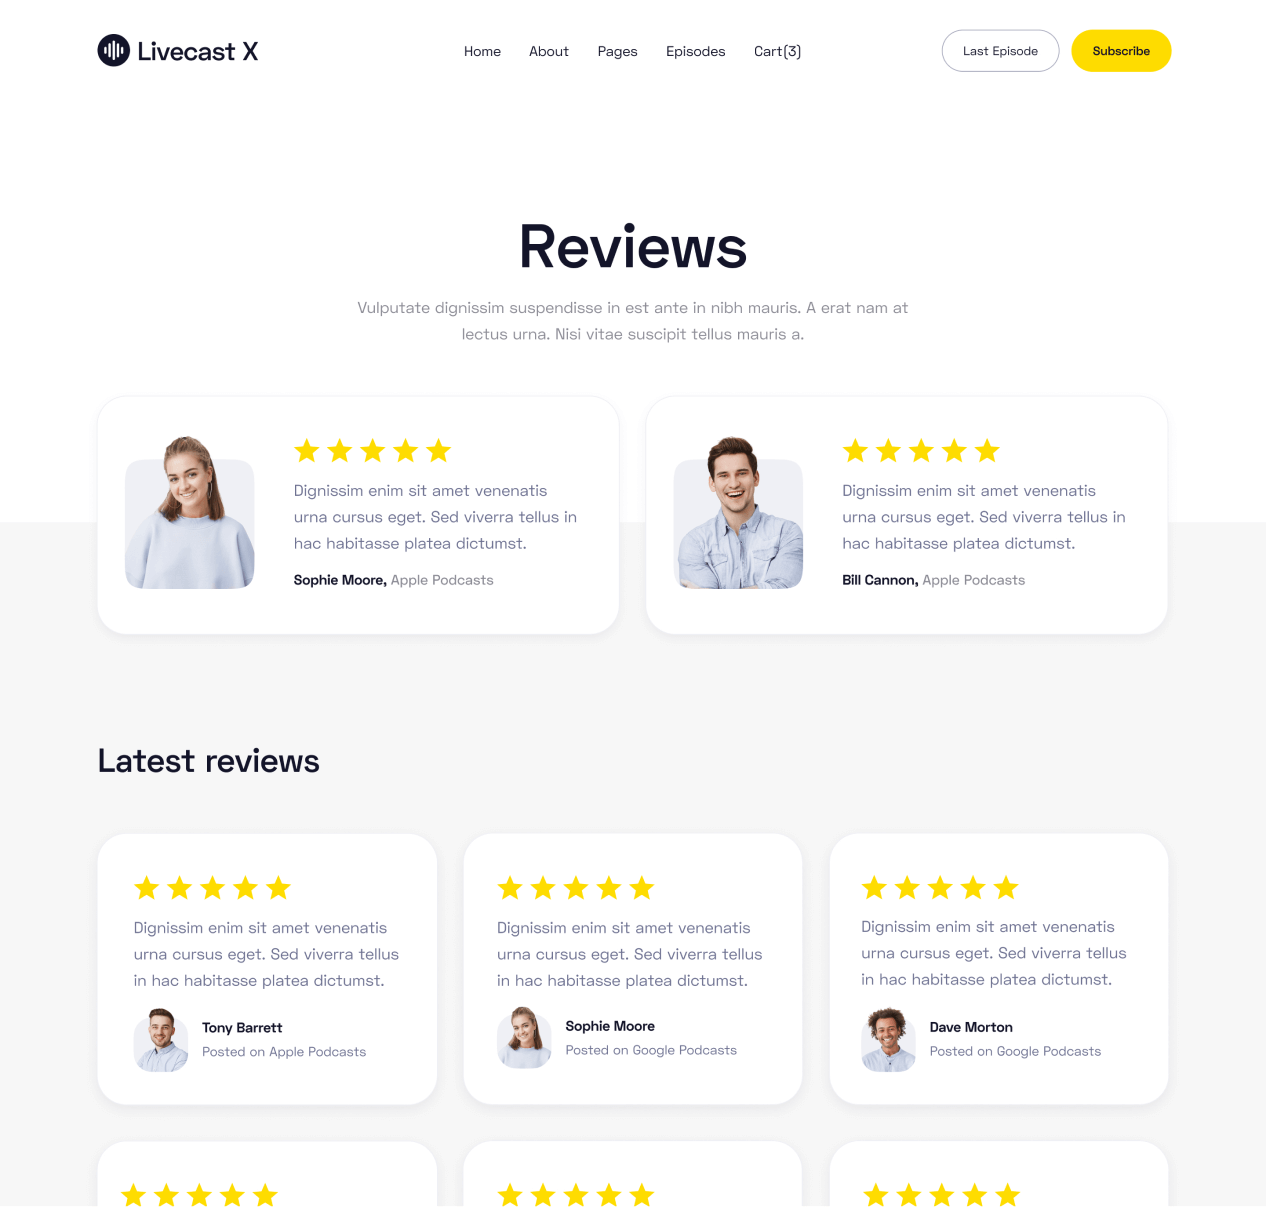 Livecast X
Home About Pages Episodes Cart(3)
Last Episode
Subscribe
Reviews
Vulputate dignissim suspendisse in est ante in nibh mauris. A erat nam at
lectus urna. Nisi vitae suscipit tellus mauris a.
Dignissim enim sit amet venenatis
urna cursus eget. Sed viverra tellus in
hac habitasse platea dictumst.
Sophie Moore, Apple Podcasts
Dignissim enim sit amet venenatis
urna cursus eget. Sed viverra tellus in
hac habitasse platea dictumst.
Bill Cannon, Apple Podcasts
Latest reviews
Dignissim enim sit amet venenatis
urna cursus eget. Sed viverra tellus
in hac habitasse platea dictumst.
Tony Barrett
Posted on Apple Podcasts
Dignissim enim sit amet venenatis
urna cursus eget. Sed viverra tellus
in hac habitasse platea dictumst.
Sophie Moore
Posted on Google Podcasts
Dignissim enim sit amet venenatis
urna cursus eget. Sed viverra tellus
in hac habitasse platea dictumst.
Dave Morton
Posted on Google Podcasts